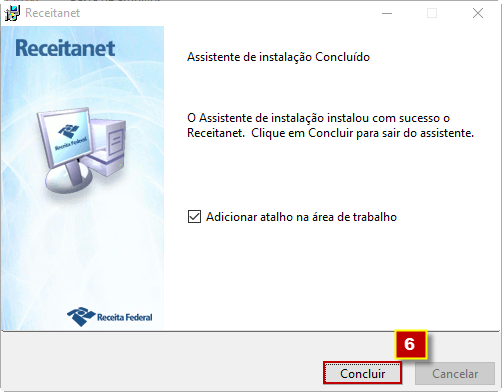 Receitanet
Receitanet
Assistente de instalação Concluído
O Assistente de instalação instalou com sucesso o
Receitanet. Clique em Concluir para sair do assistente.
Receita Federal
Adicionar atalho na área de trabalho
Receita Federal
6
Concluir
Cancelar